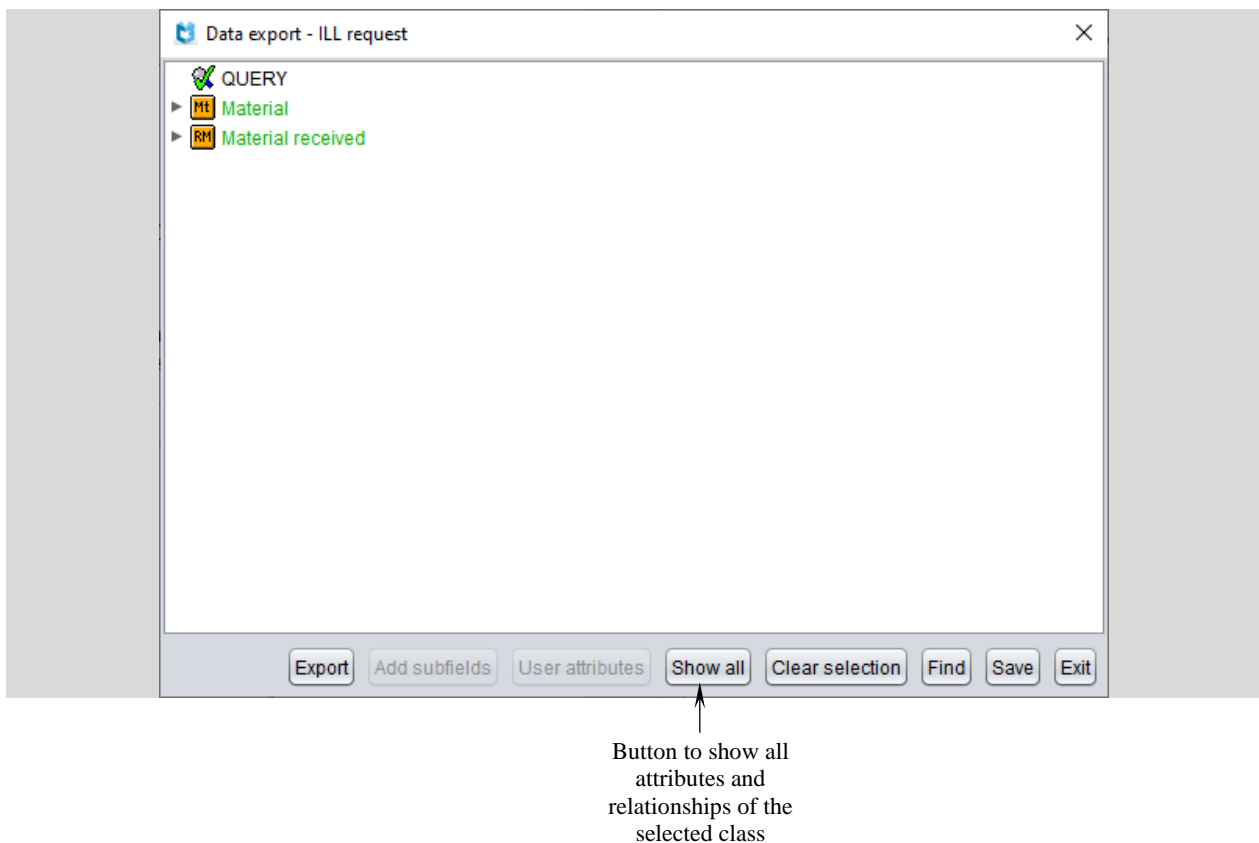 Data export - ILL request
QUERY
Mt Material
RM Material received
Export Add subfields User attributes Show all Clear selection Find Save Exit
Button to show all
attributes and
relationships of the
selected class